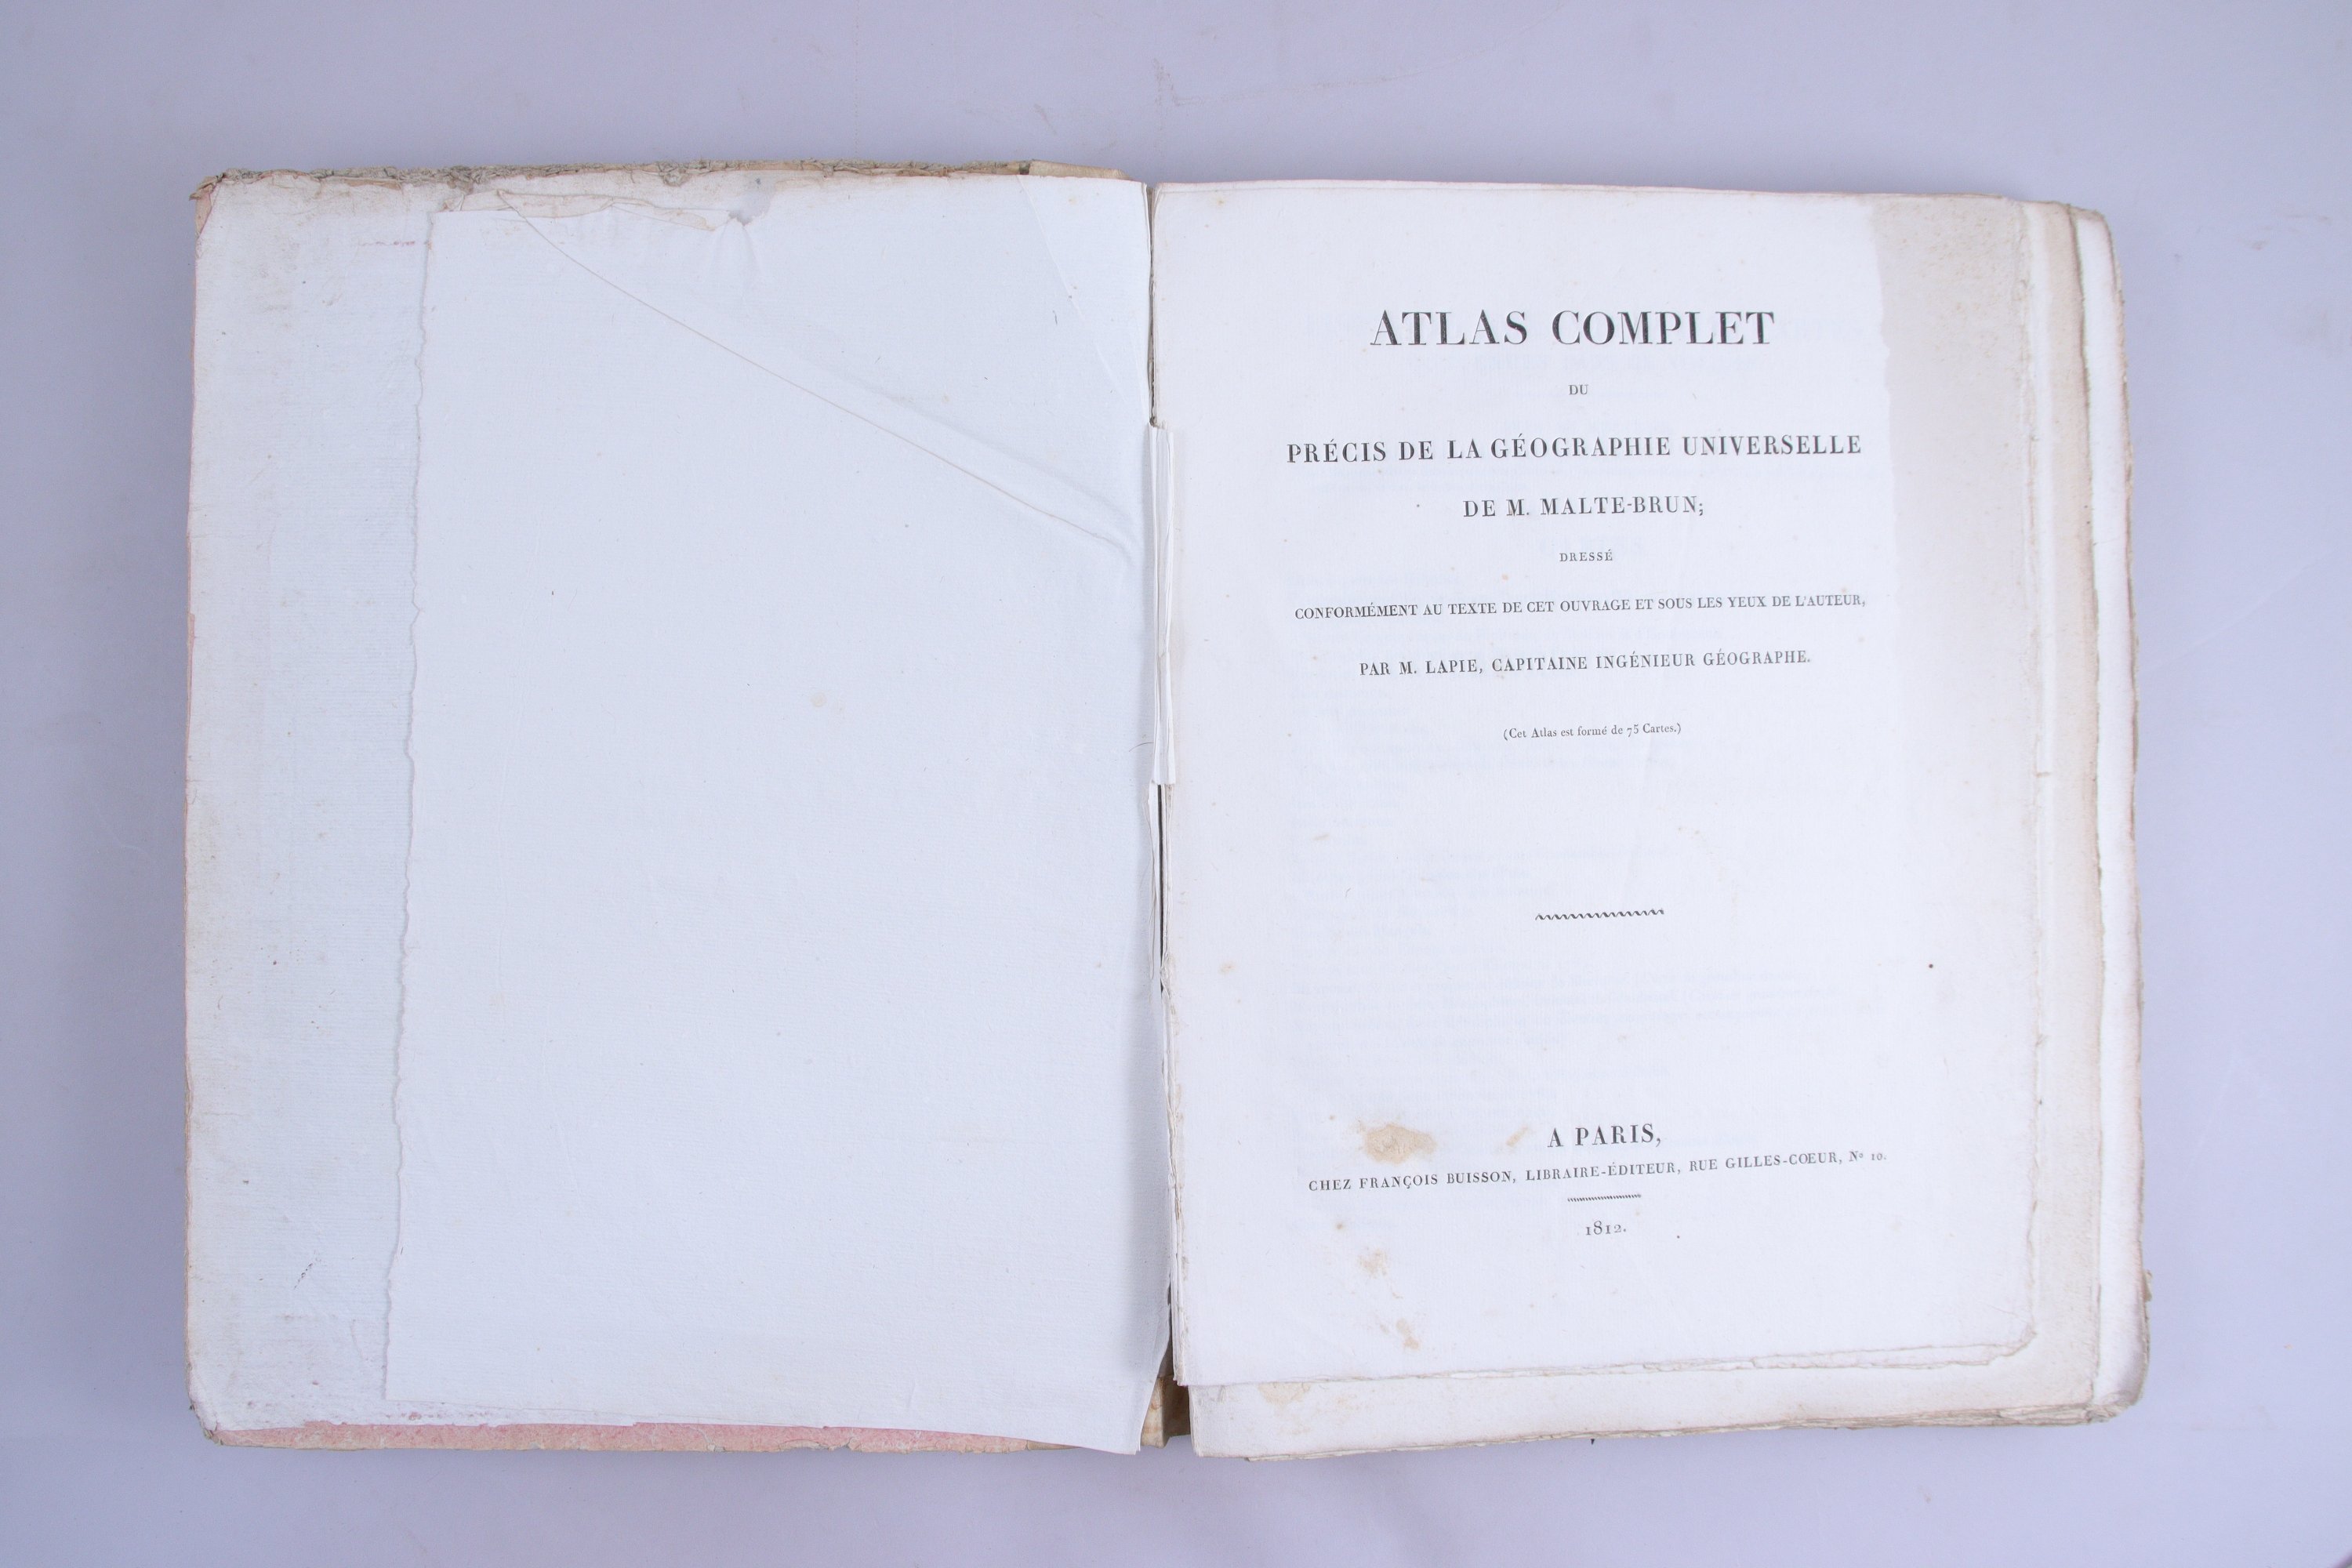 ATLAS COMPLET
DU
PRÉCIS DE LA GÉOGRAPHIE UNIVERSELLE
DE M. MALTE-BRUN;
DRESSÉ
CONFORMÉMENT AU TEXTE DE CET OUVRAGE ET SOUS LES YEUX DE L'AUTEUR,
PAR M. LAPIE, CAPITAINE INGÉNIEUR GÉOGRAPHE.
(Cet Atlas est formé de 75 Cartes.)
A PARIS,
CHEZ FRANÇOIS BUISSON, LIBRAIRE-ÉDITEUR, RUE GILLES-COEUR, Nº 10.
1812.